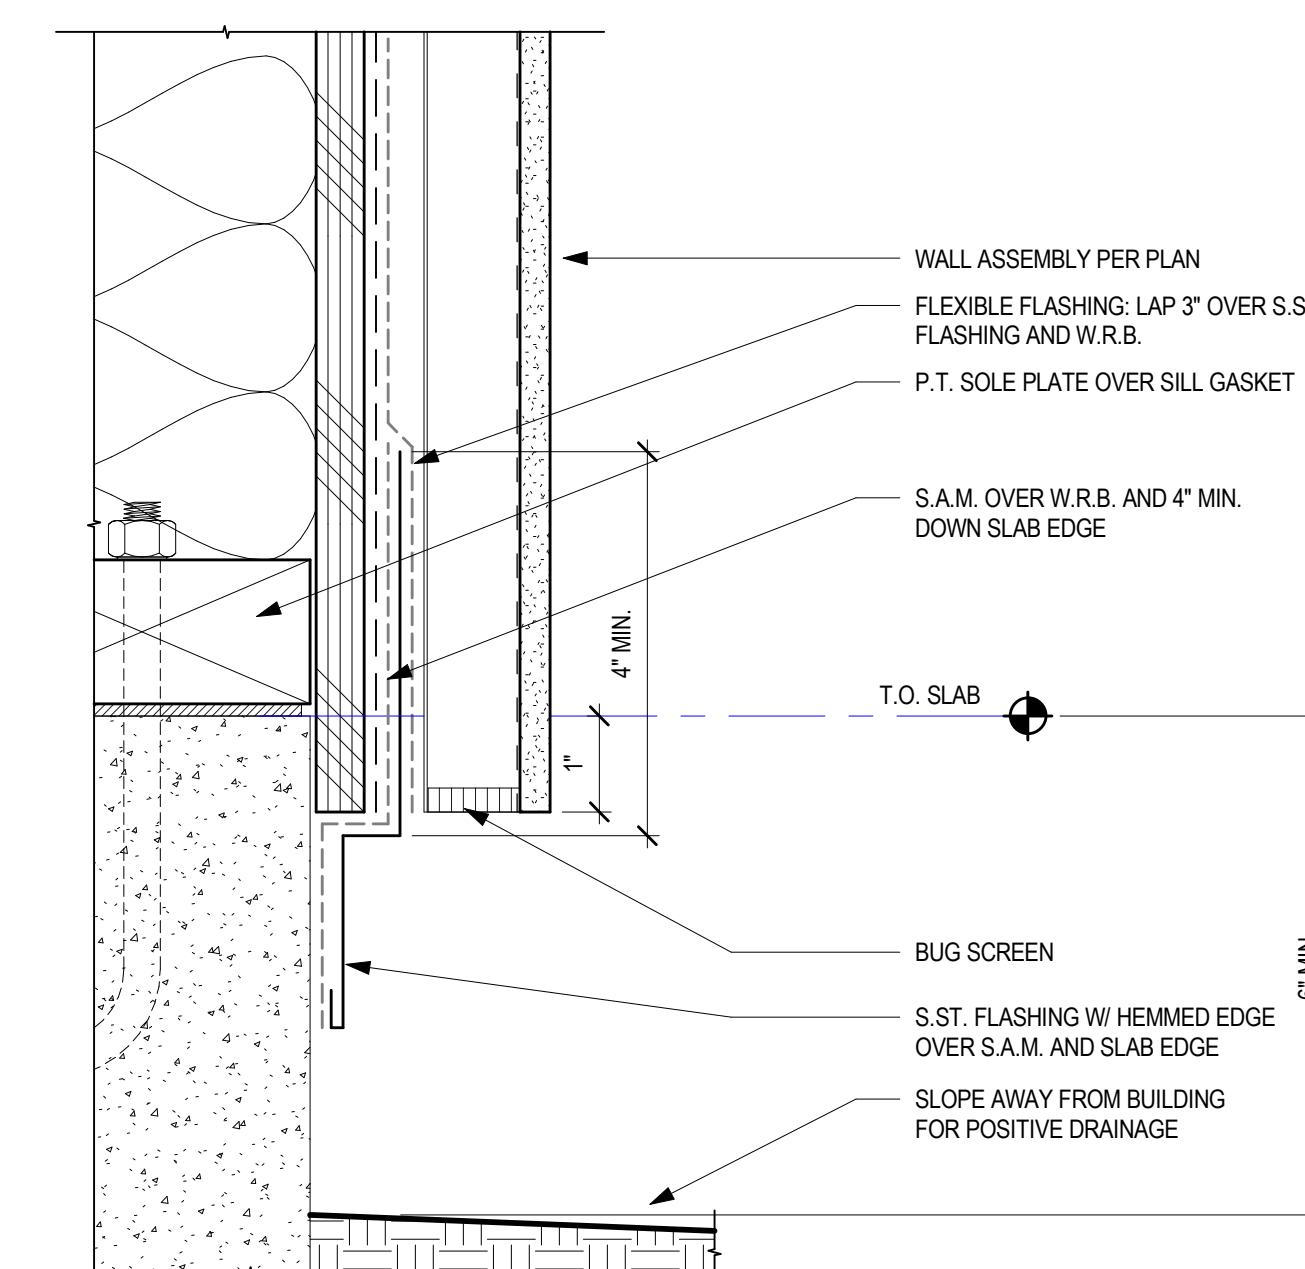 WALL ASSEMBLY PER PLAN
FLEXIBLE FLASHING: LAP 3" OVER S.S
FLASHING AND W.R.B.
P.T. SOLE PLATE OVER SILL GASKET
S.A.M. OVER W.R.B. AND 4" MIN.
DOWN SLAB EDGE
4" MIN.
T.O. SLAB
1"
BUG SCREEN
6" MIN
S.ST. FLASHING W/ HEMMED EDGE
OVER S.A.M. AND SLAB EDGE
SLOPE AWAY FROM BUILDING
FOR POSITIVE DRAINAGE